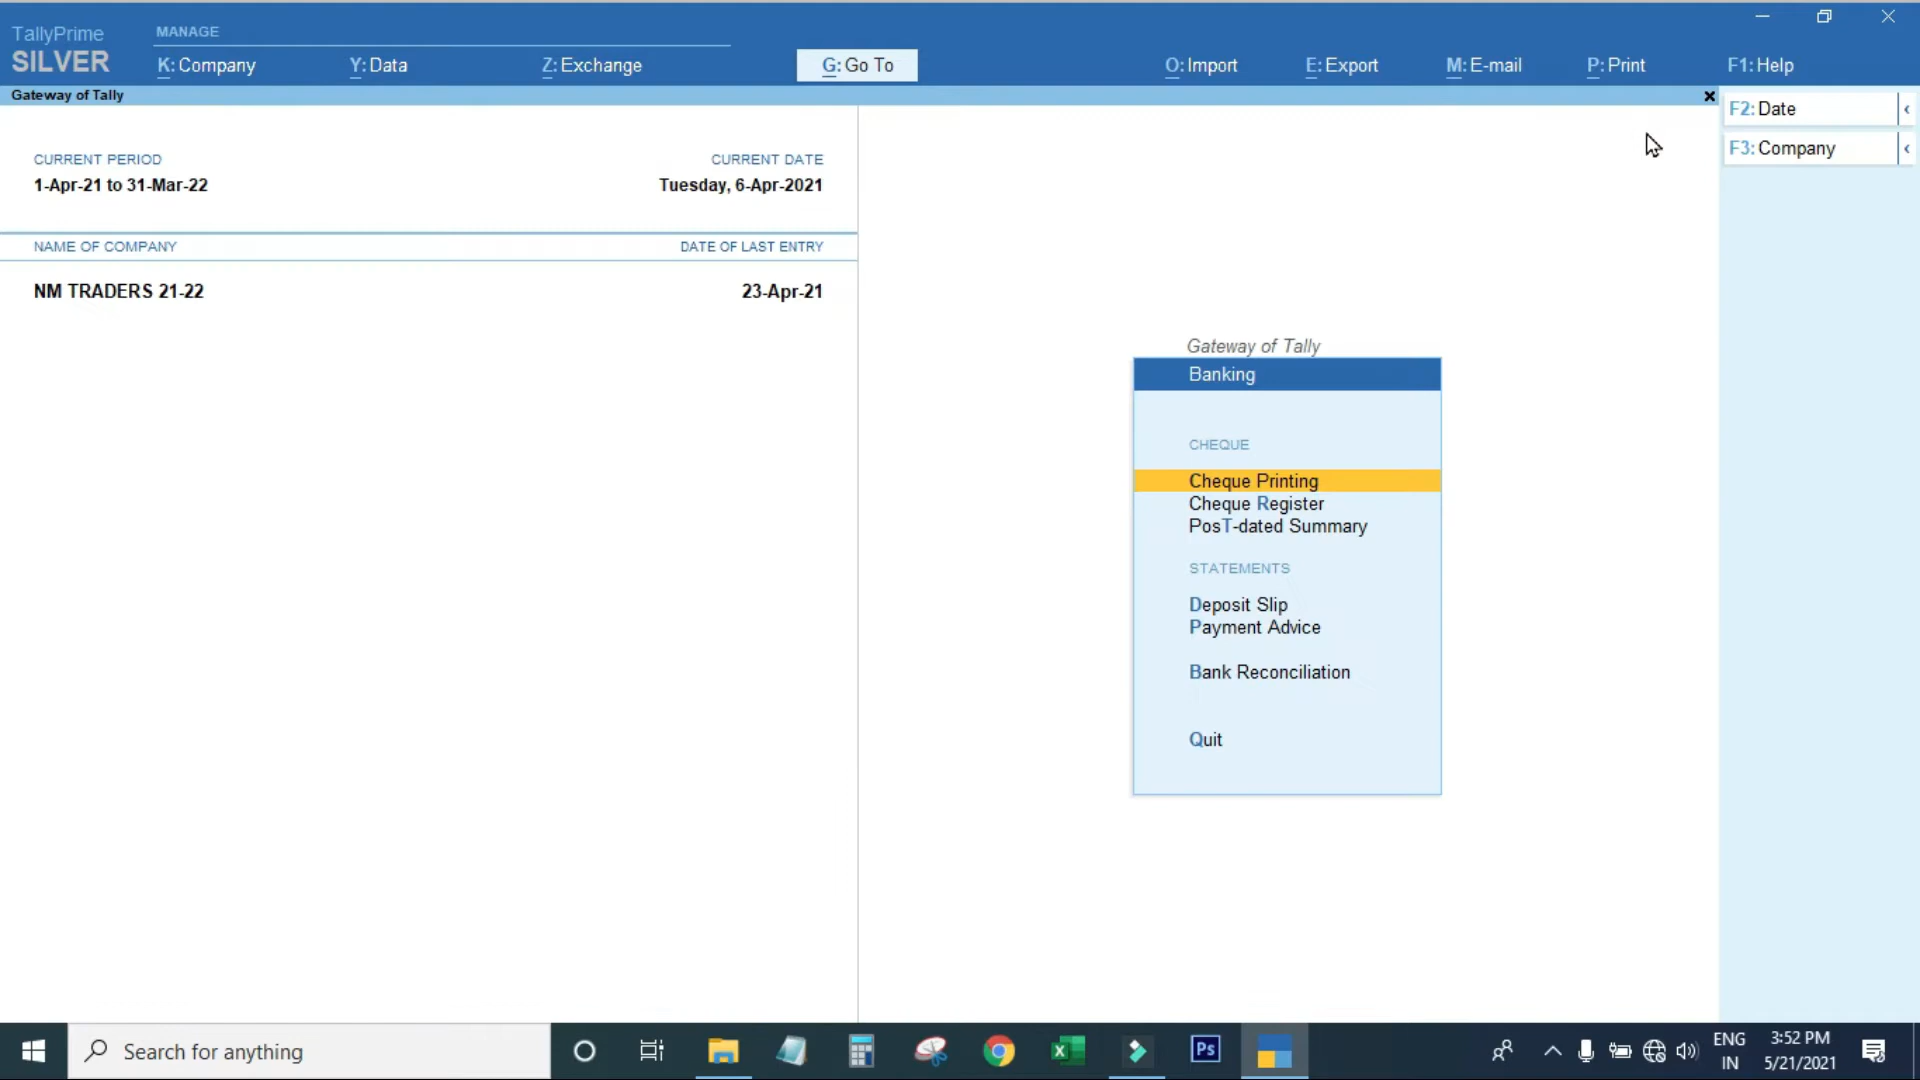 TallyPrime
SILVER
MANAGE
K: Company
Y: Data
Z: Exchange
G: Go To
O: Import
E: Export
M: E-mail
P: Print
F1: Help
Gateway of Tally
F2: Date
F3: Company
CURRENT PERIOD
CURRENT DATE
1-Apr-21 to 31-Mar-22
Tuesday, 6-Apr-2021
NAME OF COMPANY
DATE OF LAST ENTRY
NM TRADERS 21-22
23-Apr-21
Gateway of Tally
Banking
CHEQUE
Cheque Printing
Cheque Register
PosT-dated Summary
STATEMENTS
Deposit Slip
Payment Advice
Bank Reconciliation
Quit
Search for anything
Ps
ENG
IN
3:52 PM
5/21/2021